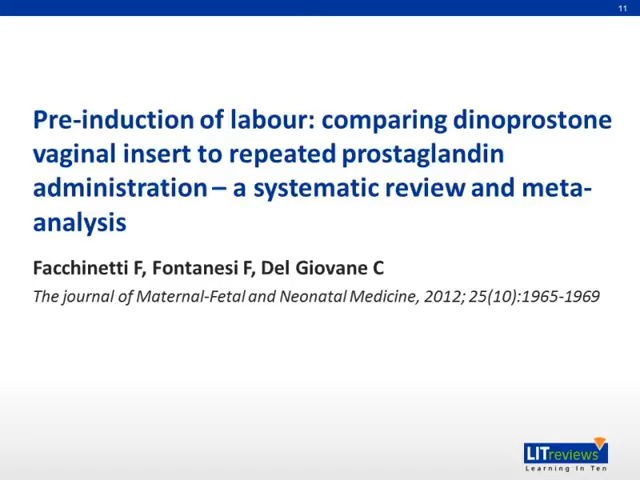 11
Pre-induction of labour: comparing dinoprostone
vaginal insert to repeated prostaglandin
administration – a systematic review and meta-
analysis
Facchinetti F, Fontanesi F, Del Giovane C
The journal of Maternal-Fetal and Neonatal Medicine, 2012; 25(10):1965-1969
LITreviews
Learning In Ten